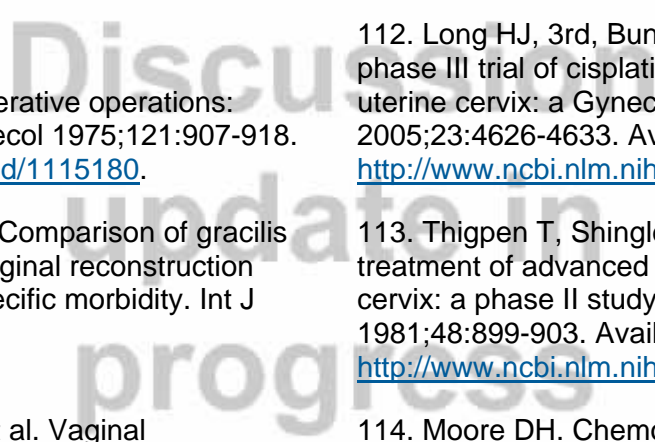 Discussion
update in
progress
erative operations:
ecol 1975;121:907-918.
d/1115180.
Comparison of gracilis
ginal reconstruction
ecific morbidity. Int J
t al. Vaginal
112. Long HJ, 3rd, Bun
phase III trial of cisplati
uterine cervix: a Gynec
2005;23:4626-4633. Av
http://www.ncbi.nlm.nih
113. Thigpen T, Shingle
treatment of advanced
cervix: a phase II study
1981;48:899-903. Avail
http://www.ncbi.nlm.nih
114. Moore DH. Chemo